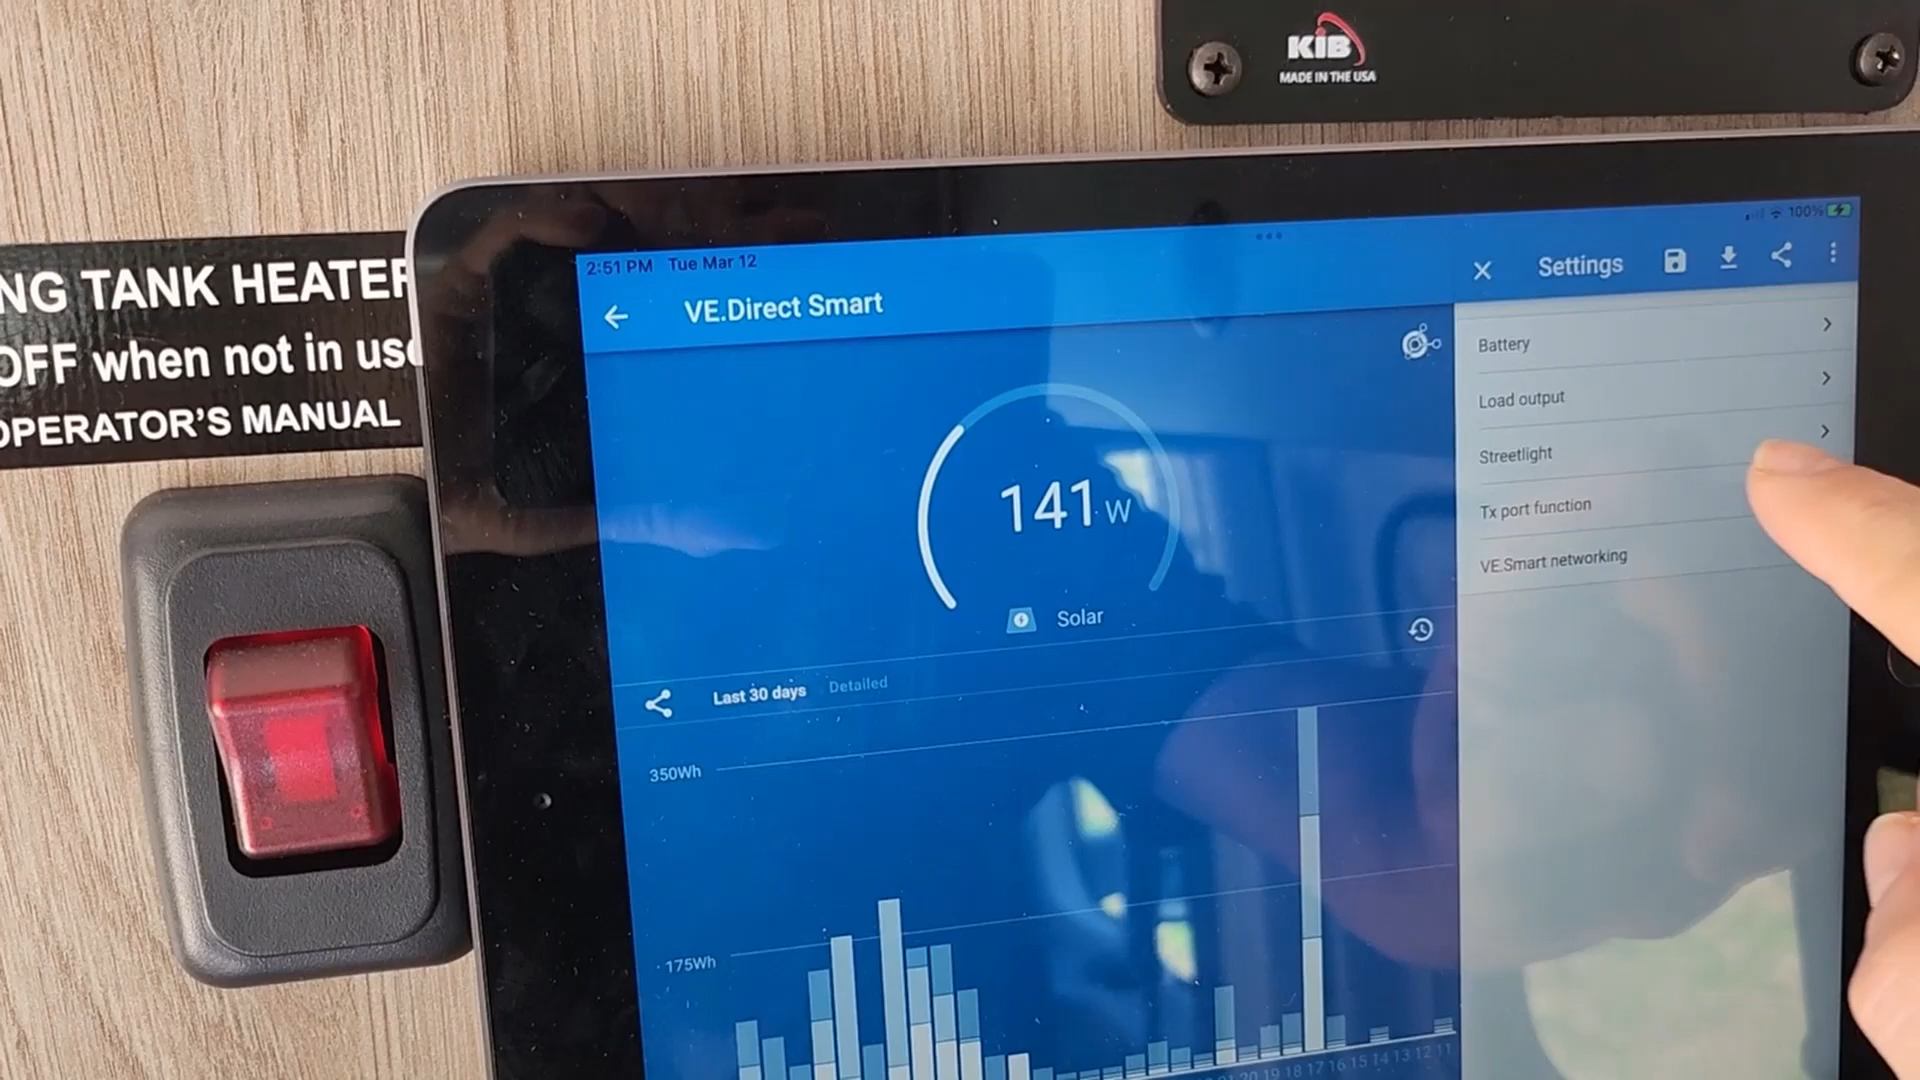 KIB
MADE IN THE USA
NG TANK HEATER
OFF when not in use
OPERATOR'S MANUAL
2:51 PM Tue Mar 12
100%
VE.Direct Smart
Settings
Battery
Load output
Streetlight
Tx port function
VE.Smart networking
141W
Solar
Last 30 days
Detailed
350Wh
175Wh
20 19 18 17 16 15 14 13 12 11